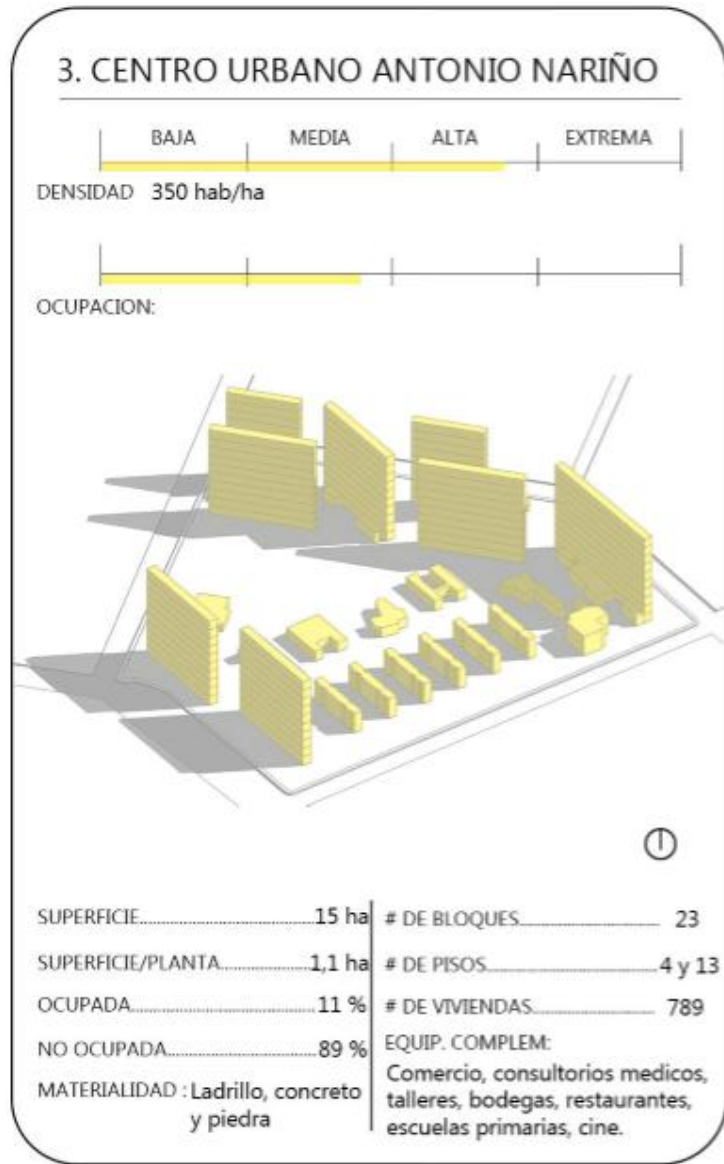 3. CENTRO URBANO ANTONIO NARIÑO
BAJA MEDIA ALTA EXTREMA
DENSIDAD 350 hab/ha
OCUPACION:
SUPERFICIE..............................15 ha
SUPERFICIE/PLANTA................1,1 ha
OCUPADA..............................11 %
NO OCUPADA.........................89 %
MATERIALIDAD : Ladrillo, concreto
y piedra
# DE BLOQUES........................ 23
# DE PISOS..............................4 y 13
# DE VIVIENDAS...................... 789
EQUIP. COMPLEM:
Comercio, consultorios medicos,
talleres, bodegas, restaurantes,
escuelas primarias, cine.